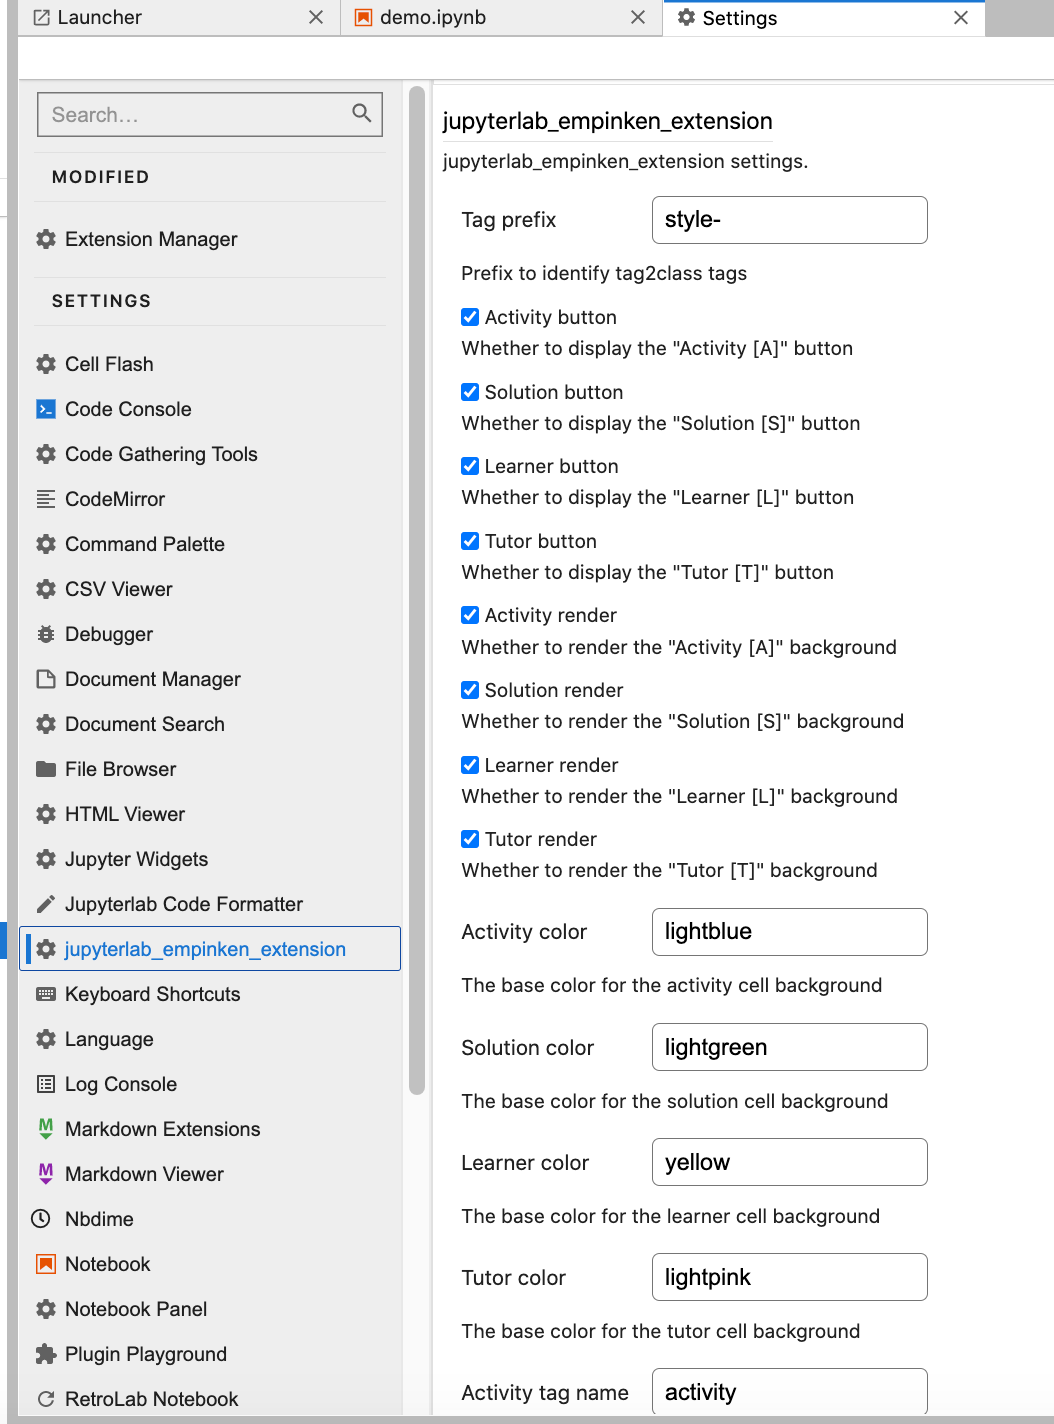 Launcher
demo.ipynb
Settings
Search...
MODIFIED
Extension Manager
SETTINGS
Cell Flash
Code Console
Code Gathering Tools
CodeMirror
Command Palette
CSV Viewer
Debugger
Document Manager
Document Search
File Browser
HTML Viewer
Jupyter Widgets
Jupyterlab Code Formatter
jupyterlab_empinken_extension
Keyboard Shortcuts
Language
Log Console
Markdown Extensions
Markdown Viewer
Nbdime
Notebook
Notebook Panel
Plugin Playground
RetroLab Notebook
jupyterlab_empinken_extension
jupyterlab_empinken_extension settings.
Tag prefix style-
Prefix to identify tag2class tags
Activity button
Whether to display the "Activity [A]" button
Solution button
Whether to display the "Solution [S]" button
Learner button
Whether to display the "Learner [L]" button
Tutor button
Whether to display the "Tutor [T]" button
Activity render
Whether to render the "Activity [A]" background
Solution render
Whether to render the "Solution [S]" background
Learner render
Whether to render the "Learner [L]" background
Tutor render
Whether to render the "Tutor [T]" background
Activity color lightblue
The base color for the activity cell background
Solution color lightgreen
The base color for the solution cell background
Learner color yellow
The base color for the learner cell background
Tutor color lightpink
The base color for the tutor cell background
Activity tag name activity